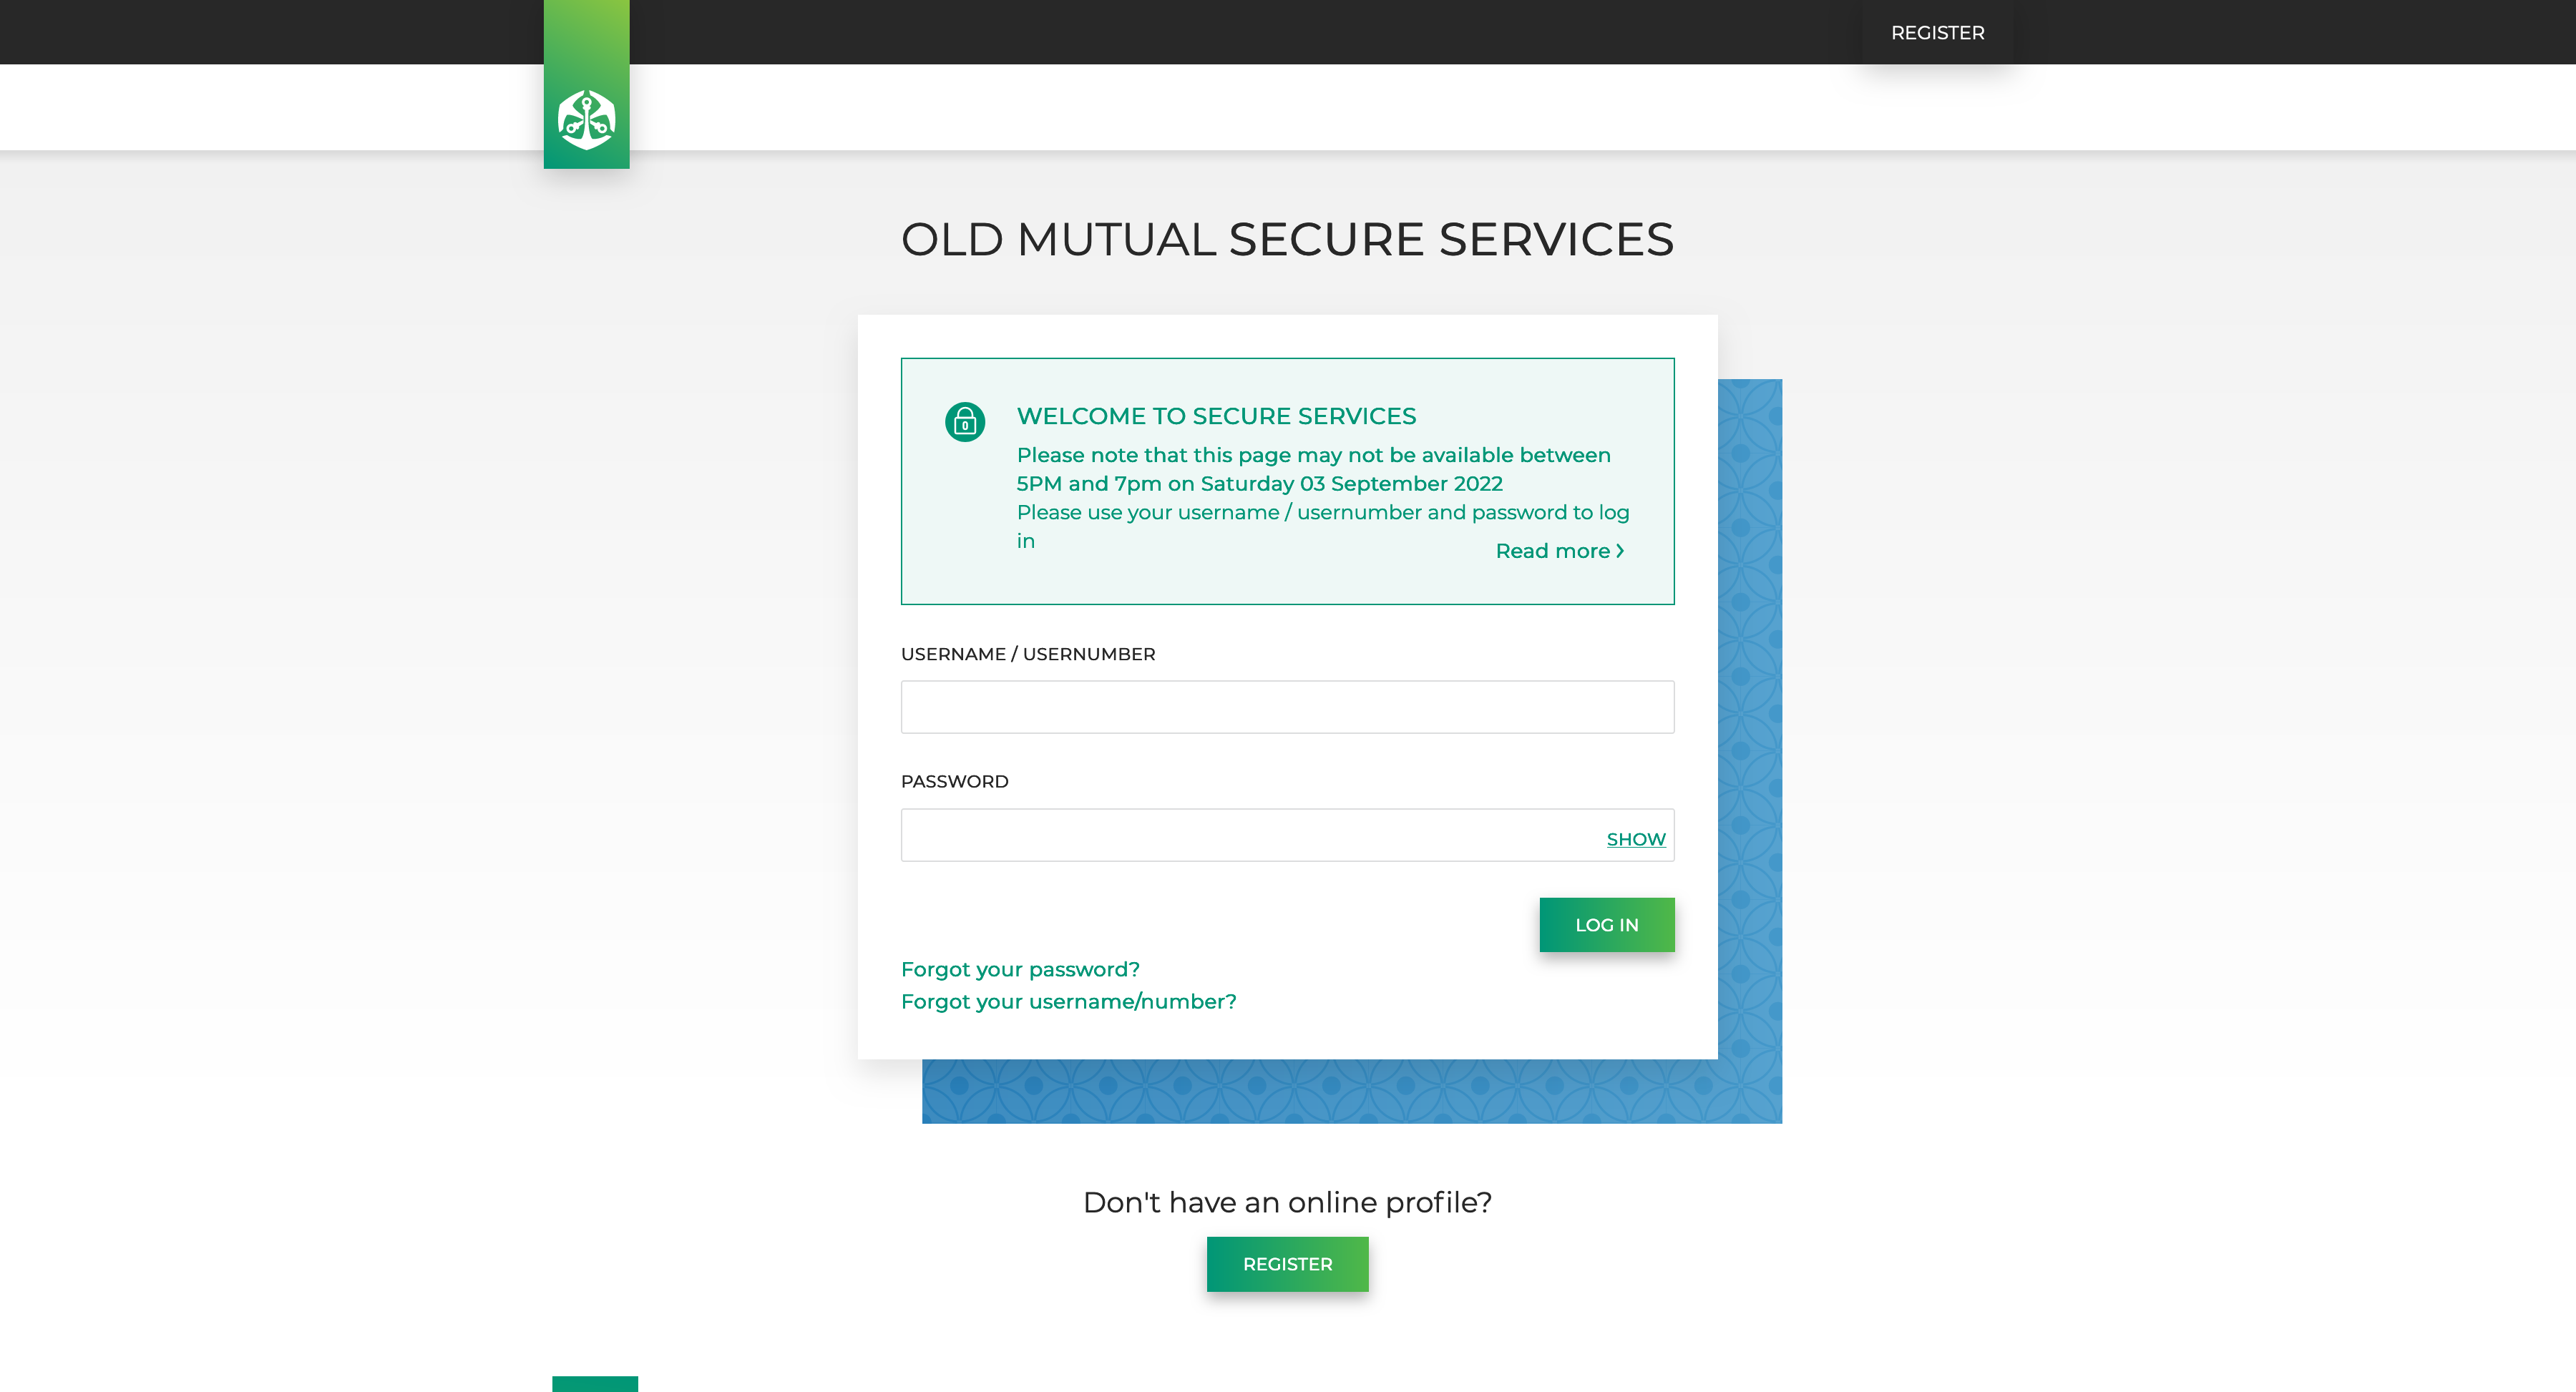 REGISTER
OLD MUTUAL SECURE SERVICES
WELCOME TO SECURE SERVICES
Please note that this page may not be available between
5PM and 7pm on Saturday 03 September 2022
Please use your username / usernumber and password to log
in
Read more
USERNAME / USERNUMBER
PASSWORD
SHOW
LOG IN
Forgot your password?
Forgot your username/number?
Don't have an online profile?
REGISTER